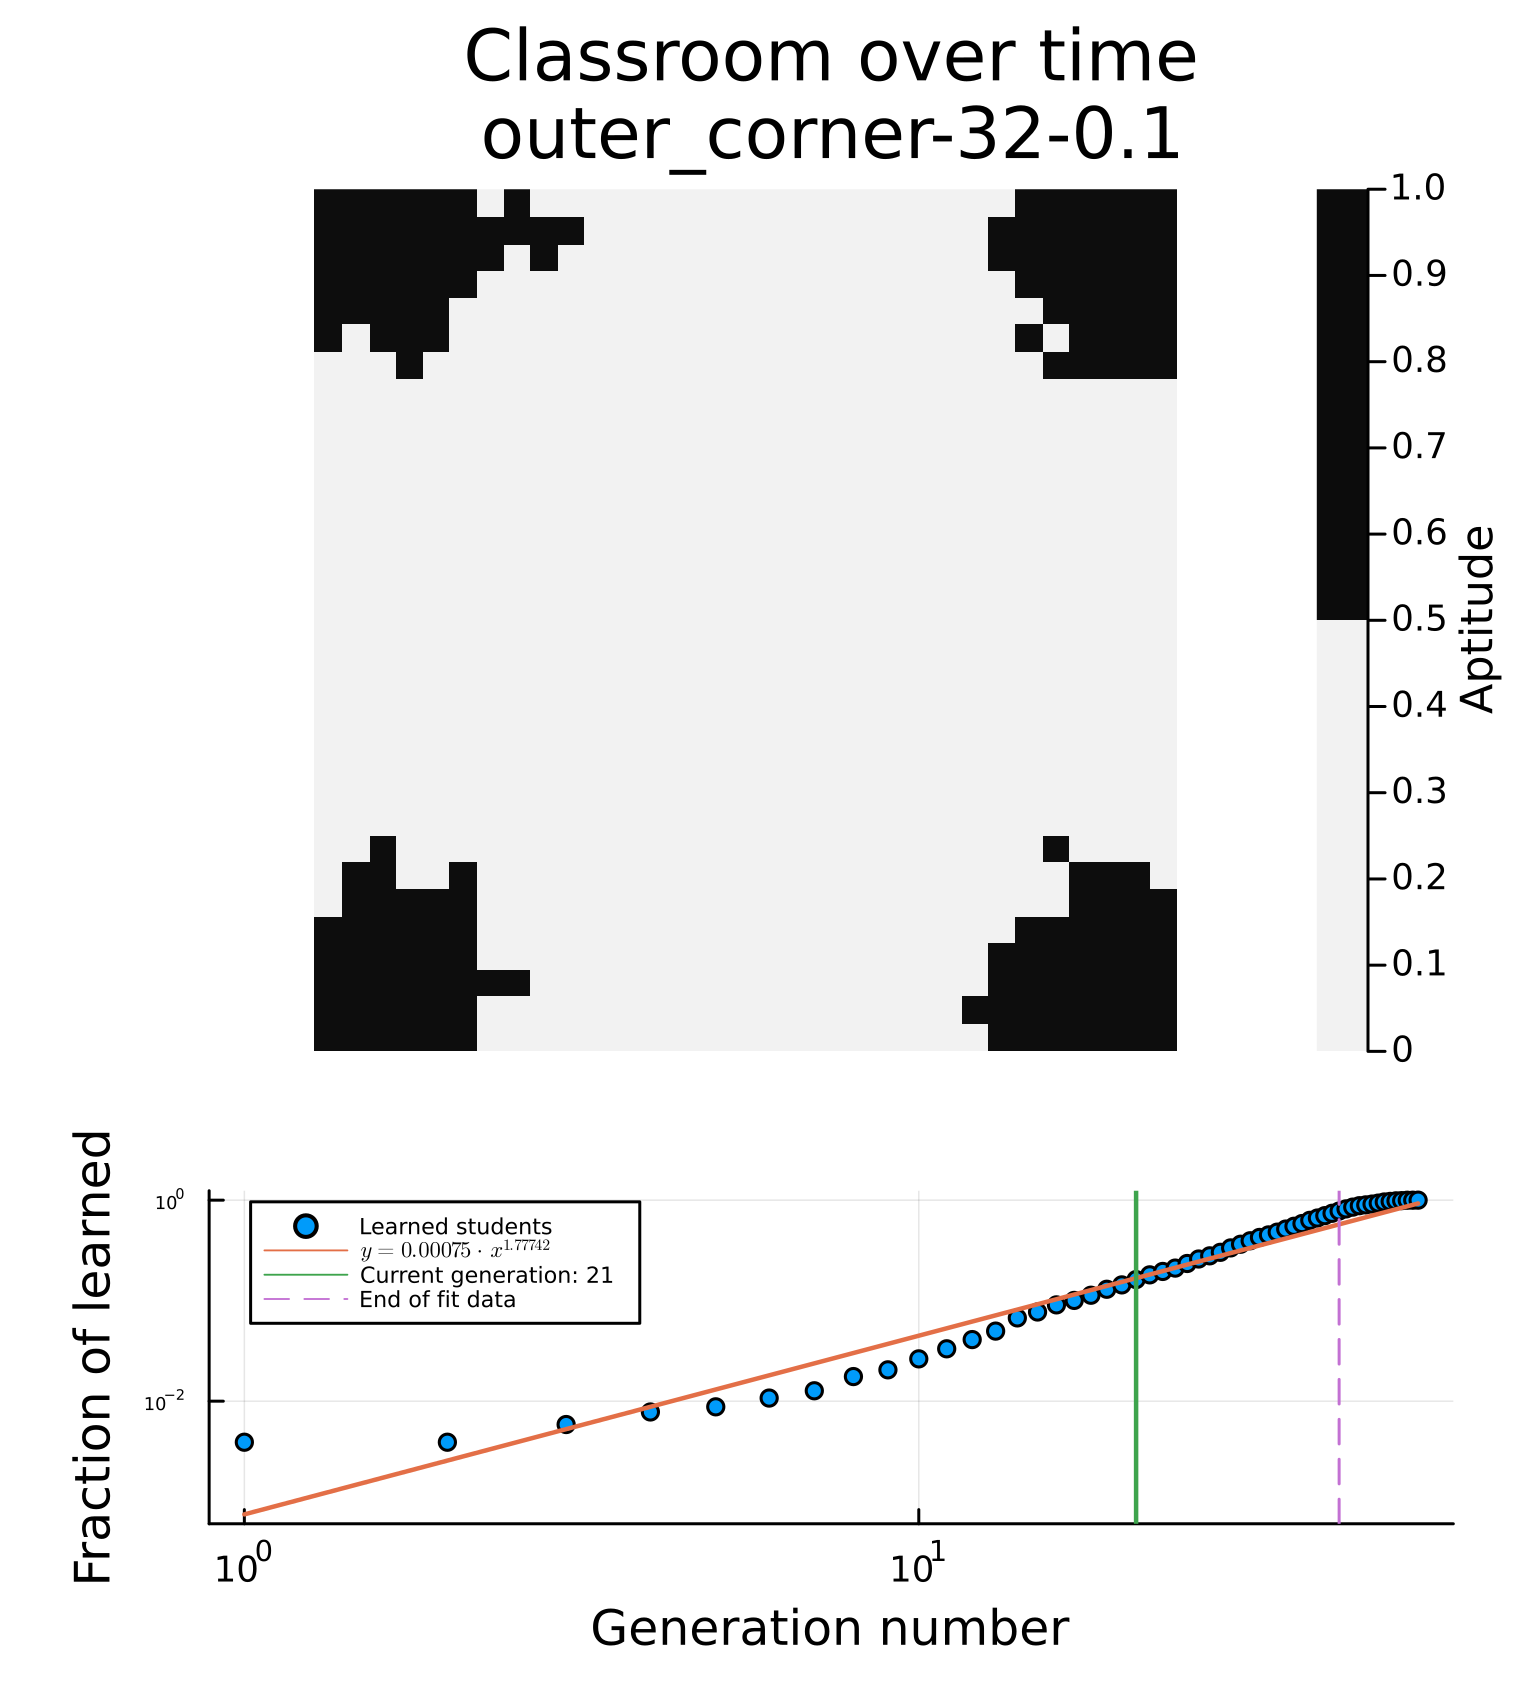 Classroom over time
outer_corner-32-0.1
1.0
0.9
0.8
0.7
0.6
0.5
0.4
0.3
0.2
0.1
0
Aptitude
Fraction of learned
10⁰
10⁻²
Learned students
y = 0.00075 · x^1.77742
Current generation: 21
End of fit data
10⁰
10¹
Generation number